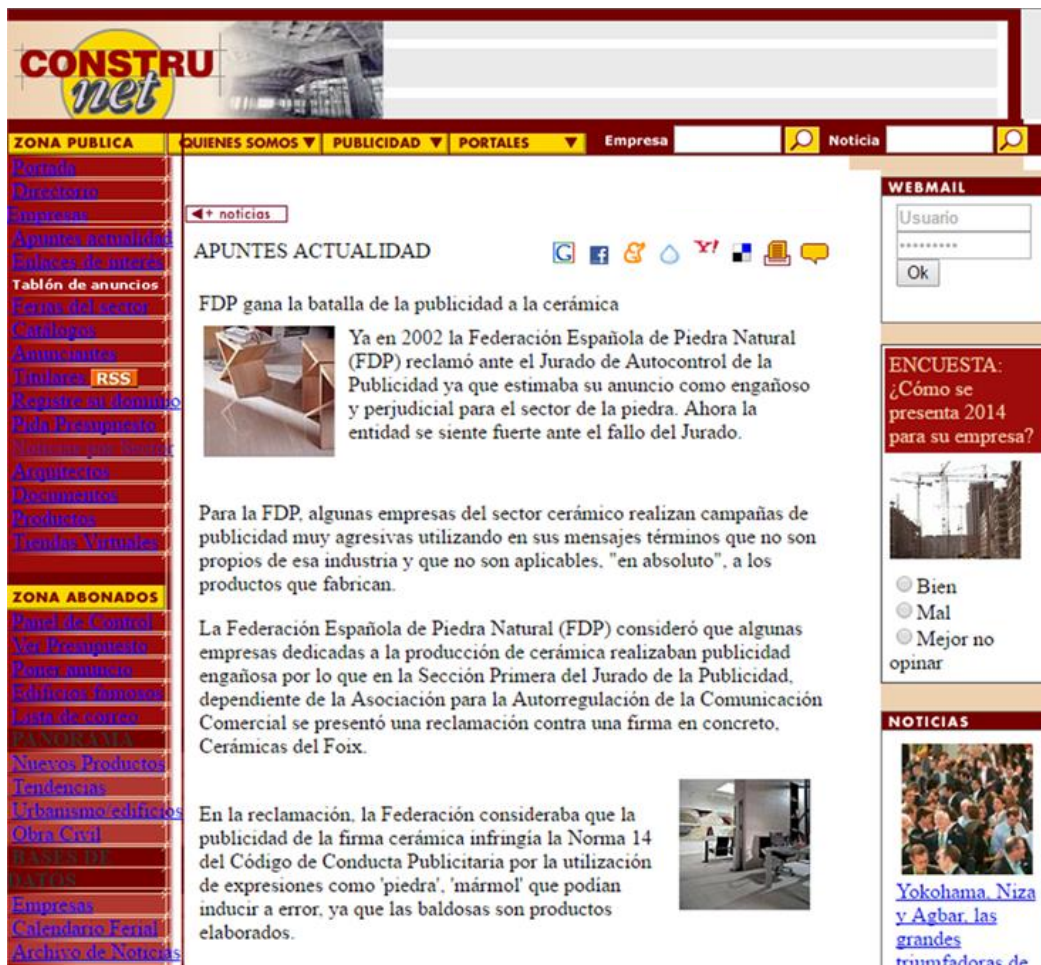 CONSTRU
net
ZONA PUBLICA
QUIENES SOMOS
PUBLICIDAD
PORTALES
Empresa
Noticia
Portada
Directorio
Empresas
Apuntes actualidad
Enlaces de interés
Tablón de anuncios
Ferias del sector
Catálogos
Anunciantes
Titulares RSS
Registre su dominio
Pida Presupuesto
Noticias por Sector
Arquitectos
Documentos
Productos
Tiendas Virtuales
ZONA ABONADOS
Panel de Control
Ver Presupuesto
Poner anuncio
Edificios famosos
Lista de correo
PANORAMA
Nuevos Productos
Tendencias
Urbanismo/edificios
Obra Civil
BASES DE
DATOS
Empresas
Calendario Ferial
Archivo de Noticias
+ noticias
APUNTES ACTUALIDAD
G f Y!
FDP gana la batalla de la publicidad a la cerámica
Ya en 2002 la Federación Española de Piedra Natural
(FDP) reclamó ante el Jurado de Autocontrol de la
Publicidad ya que estimaba su anuncio como engañoso
y perjudicial para el sector de la piedra. Ahora la
entidad se siente fuerte ante el fallo del Jurado.
Para la FDP, algunas empresas del sector cerámico realizan campañas de
publicidad muy agresivas utilizando en sus mensajes términos que no son
propios de esa industria y que no son aplicables, "en absoluto", a los
productos que fabrican.
La Federación Española de Piedra Natural (FDP) consideró que algunas
empresas dedicadas a la producción de cerámica realizaban publicidad
engañosa por lo que en la Sección Primera del Jurado de la Publicidad,
dependiente de la Asociación para la Autorregulación de la Comunicación
Comercial se presentó una reclamación contra una firma en concreto,
Cerámicas del Foix.
En la reclamación, la Federación consideraba que la
publicidad de la firma cerámica infringía la Norma 14
del Código de Conducta Publicitaria por la utilización
de expresiones como 'piedra', 'mármol' que podían
inducir a error, ya que las baldosas son productos
elaborados.
WEBMAIL
Usuario
•••••••••
Ok
ENCUESTA:
¿Cómo se
presenta 2014
para su empresa?
Bien
Mal
Mejor no
opinar
NOTICIAS
Yokohama, Niza
y Agbar, las
grandes
triunfadoras de